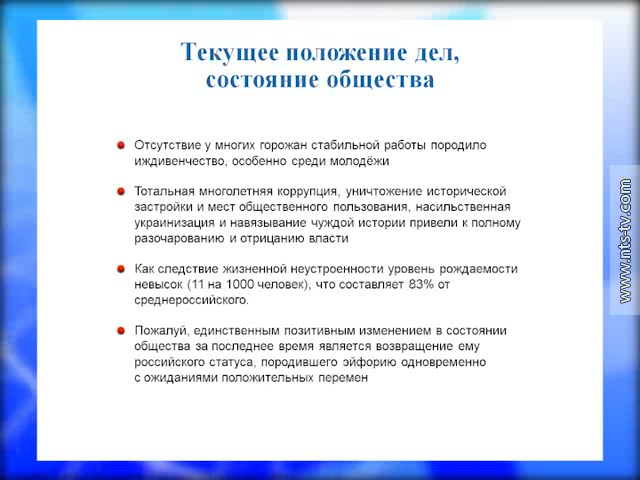 Текущее положение дел,
состояние общества
Отсутствие у многих горожан стабильной работы породило
иждивенчество, особенно среди молодёжи
Тотальная многолетняя коррупция, уничтожение исторической
застройки и мест общественного пользования, насильственная
украинизация и навязывание чуждой истории привели к полному
разочарованию и отрицанию власти
Как следствие жизненной неустроенности уровень рождаемости
невысок (11 на 1000 человек), что составляет 83% от
среднероссийского.
Пожалуй, единственным позитивным изменением в состоянии
общества за последнее время является возвращение ему
российского статуса, породившего эйфорию одновременно
с ожиданиями положительных перемен
www.nts-tv.com